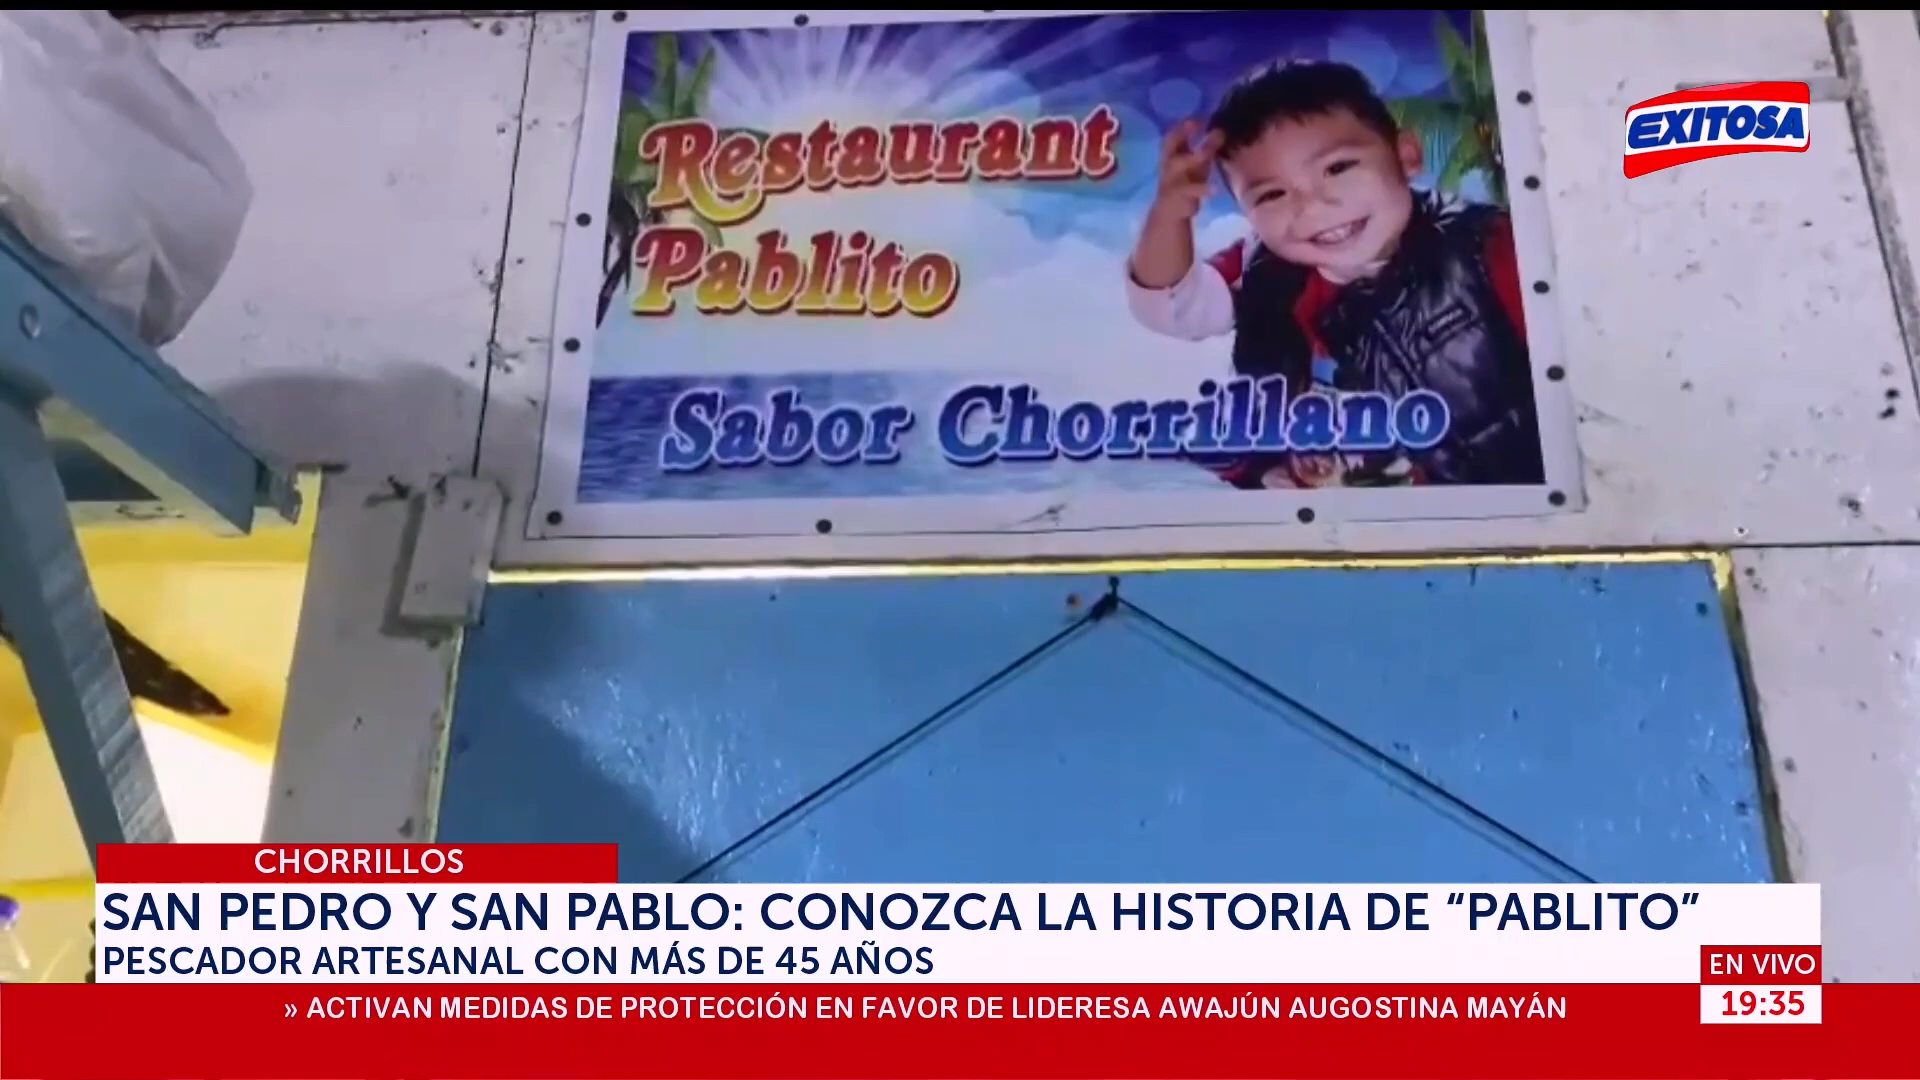 Restaurant
Pablito
Sabor Chorrillano
EXITOSA
CHORRILLOS
SAN PEDRO Y SAN PABLO: CONOZCA LA HISTORIA DE “PABLITO”
PESCADOR ARTESANAL CON MÁS DE 45 AÑOS
EN VIVO
» ACTIVAN MEDIDAS DE PROTECCIÓN EN FAVOR DE LIDERESA AWAJÚN AUGOSTINA MAYÁN
19:35